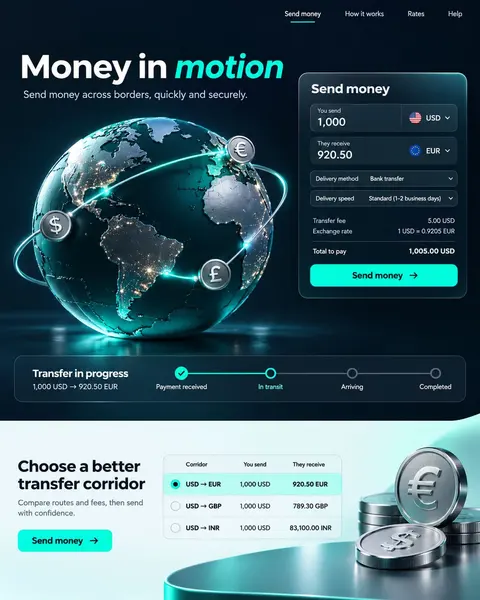 Send money How it works Rates Help
Money in motion
Send money across borders, quickly and securely.
Send money
You send
1,000 USD
They receive
920.50 EUR
Delivery method Bank transfer
Delivery speed Standard (1-2 business days)
Transfer fee 5.00 USD
Exchange rate 1 USD = 0.9205 EUR
Total to pay 1,005.00 USD
Send money →
€
$
£
Transfer in progress
1,000 USD → 920.50 EUR
Payment received In transit Arriving Completed
Choose a better
transfer corridor
Compare routes and fees, then send
with confidence.
Send money →
Corridor You send They receive
USD → EUR 1,000 USD 920.50 EUR
USD → GBP 1,000 USD 789.30 GBP
USD → INR 1,000 USD 83,100.00 INR
€
$